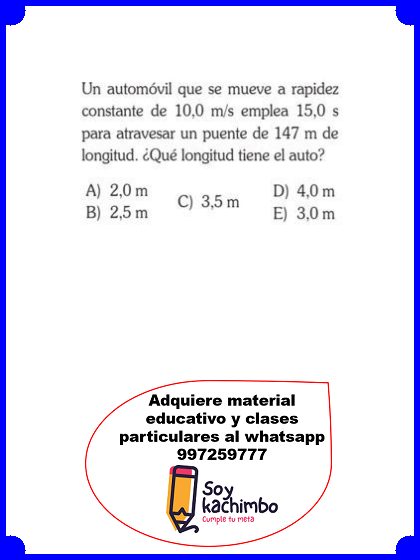 Un automóvil que se mueve a rapidez
constante de 10,0 m/s emplea 15,0 s
para atravesar un puente de 147 m de
longitud. ¿Qué longitud tiene el auto?
A) 2,0 m
B) 2,5 m
C) 3,5 m
D) 4,0 m
E) 3,0 m
Adquiere material
educativo y clases
particulares al whatsapp
997259777
Soy
kachimbo
Cumple tu meta